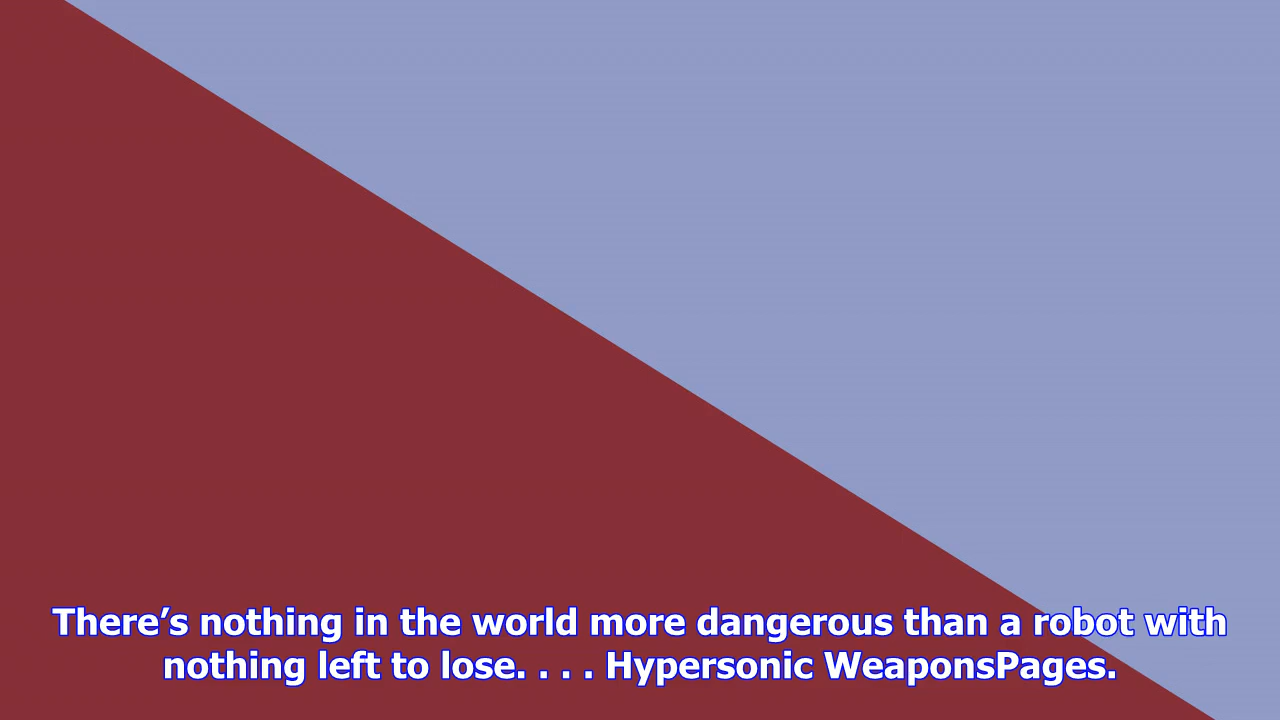 There’s nothing in the world more dangerous than a robot with
nothing left to lose. . . . Hypersonic WeaponsPages.